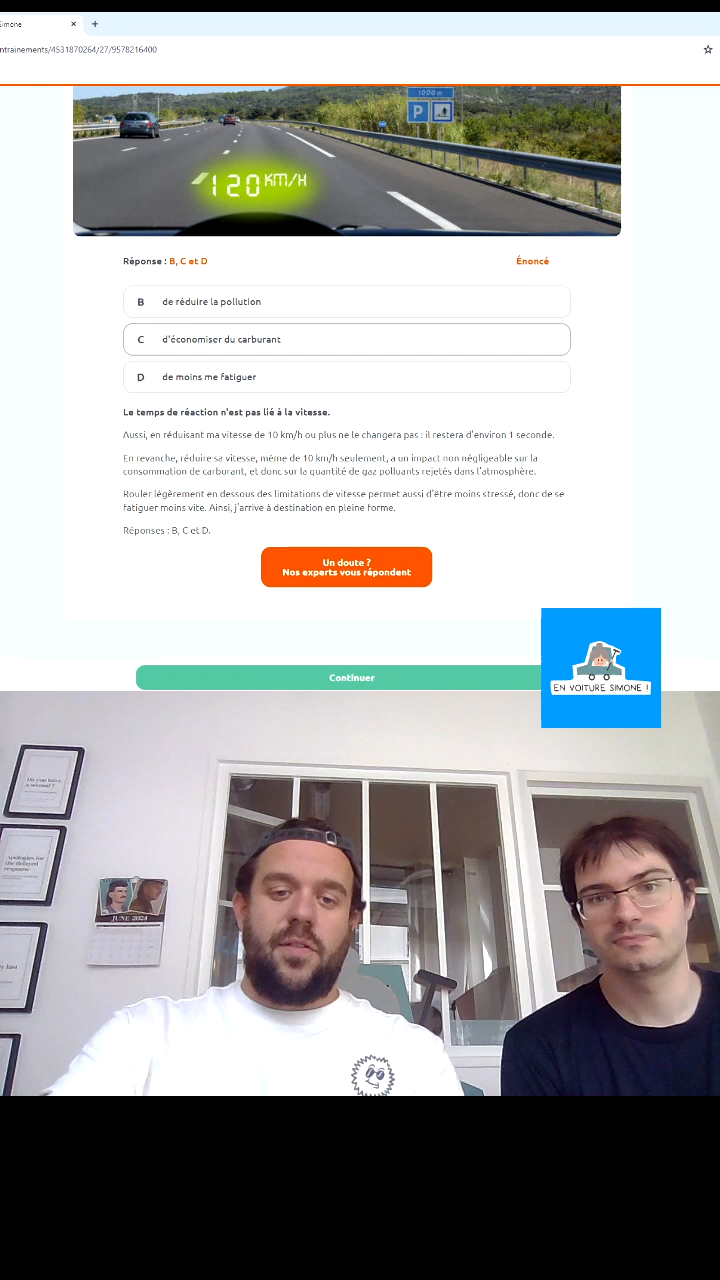 Simone
ntrainements/4531870264/27/9578216400
1000 m
P
120 KM/H
Réponse : B, C et D
Énoncé
B de réduire la pollution
C d'économiser du carburant
D de moins me fatiguer
Le temps de réaction n'est pas lié à la vitesse.
Aussi, en réduisant ma vitesse de 10 km/h ou plus ne le changera pas : il restera d'environ 1 seconde.
En revanche, réduire sa vitesse, même de 10 km/h seulement, a un impact non négligeable sur la
consommation de carburant, et donc sur la quantité de gaz polluants rejetés dans l'atmosphère.
Rouler légèrement en dessous des limitations de vitesse permet aussi d'être moins stressé, donc de se
fatiguer moins vite. Ainsi, j'arrive à destination en pleine forme.
Réponses : B, C et D.
Un doute ?
Nos experts vous répondent
Continuer
EN VOITURE SIMONE !
Apologies for
the delayed
response
JUNE 2024